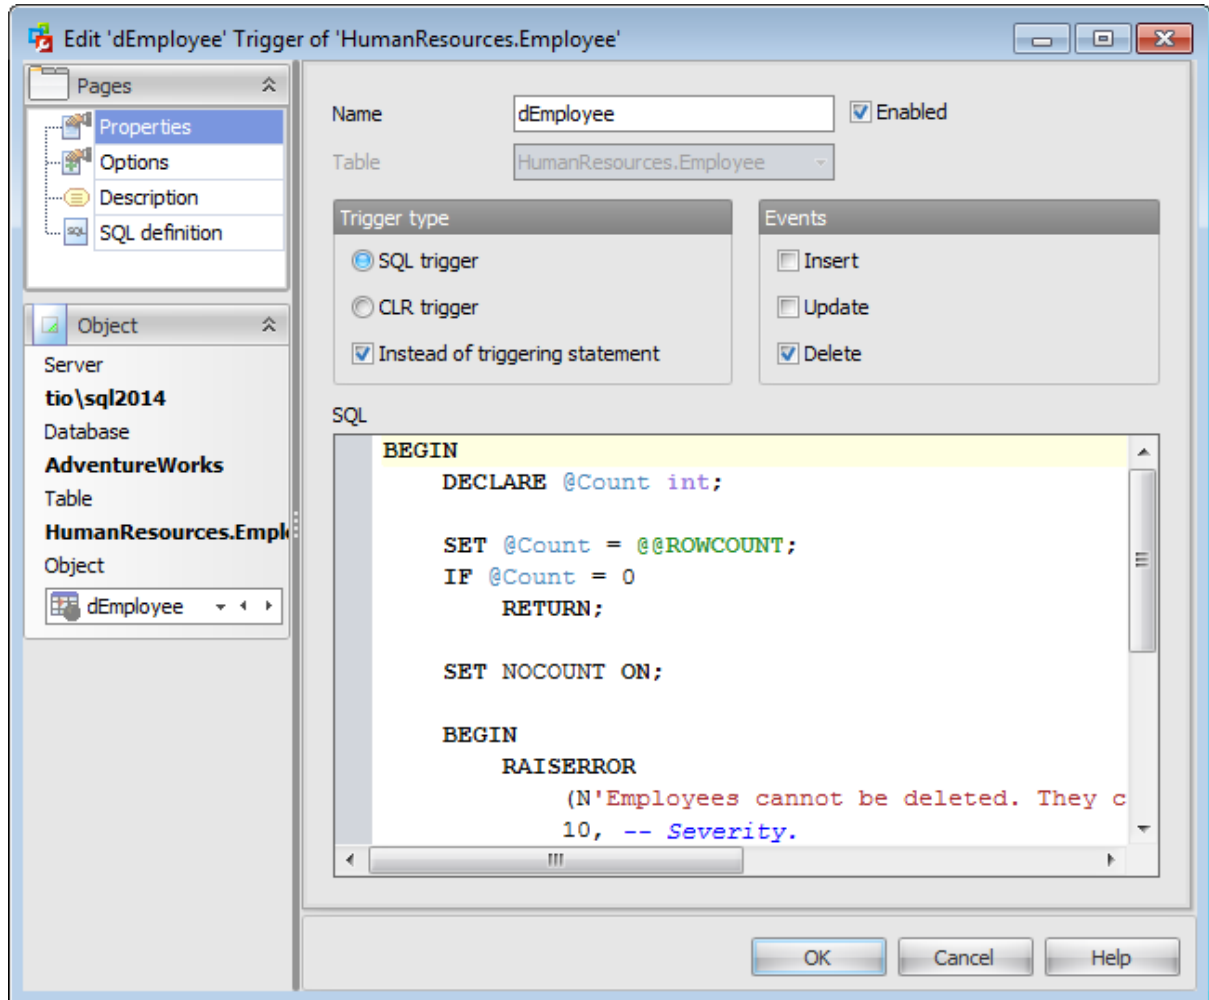 Edit 'dEmployee' Trigger of 'HumanResources.Employee'
Pages
Properties
Options
Description
SQL definition
Object
Server
tio\sql2014
Database
AdventureWorks
Table
HumanResources.Empl
Object
dEmployee
Name
dEmployee
Enabled
Table
HumanResources.Employee
Trigger type
SQL trigger
CLR trigger
Instead of triggering statement
Events
Insert
Update
Delete
SQL
BEGIN
DECLARE @Count int;
SET @Count = @@ROWCOUNT;
IF @Count = 0
RETURN;
SET NOCOUNT ON;
BEGIN
RAISERROR
(N'Employees cannot be deleted. They c
10, -- Severity.
OK
Cancel
Help